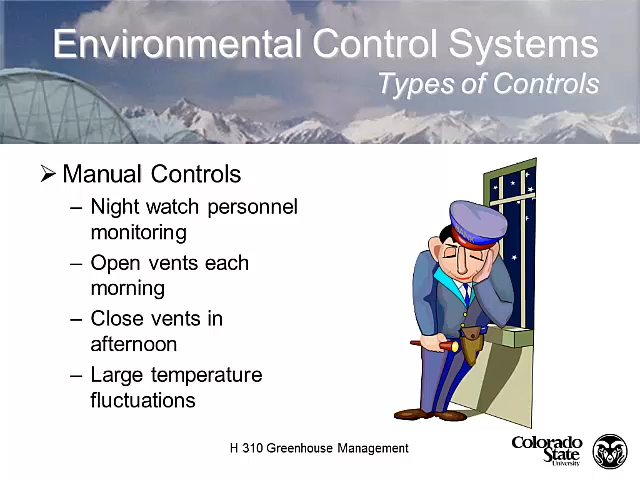 Environmental Control Systems
Types of Controls
➢ Manual Controls
– Night watch personnel
monitoring
– Open vents each
morning
– Close vents in
afternoon
– Large temperature
fluctuations
H 310 Greenhouse Management
Colorado
State
University